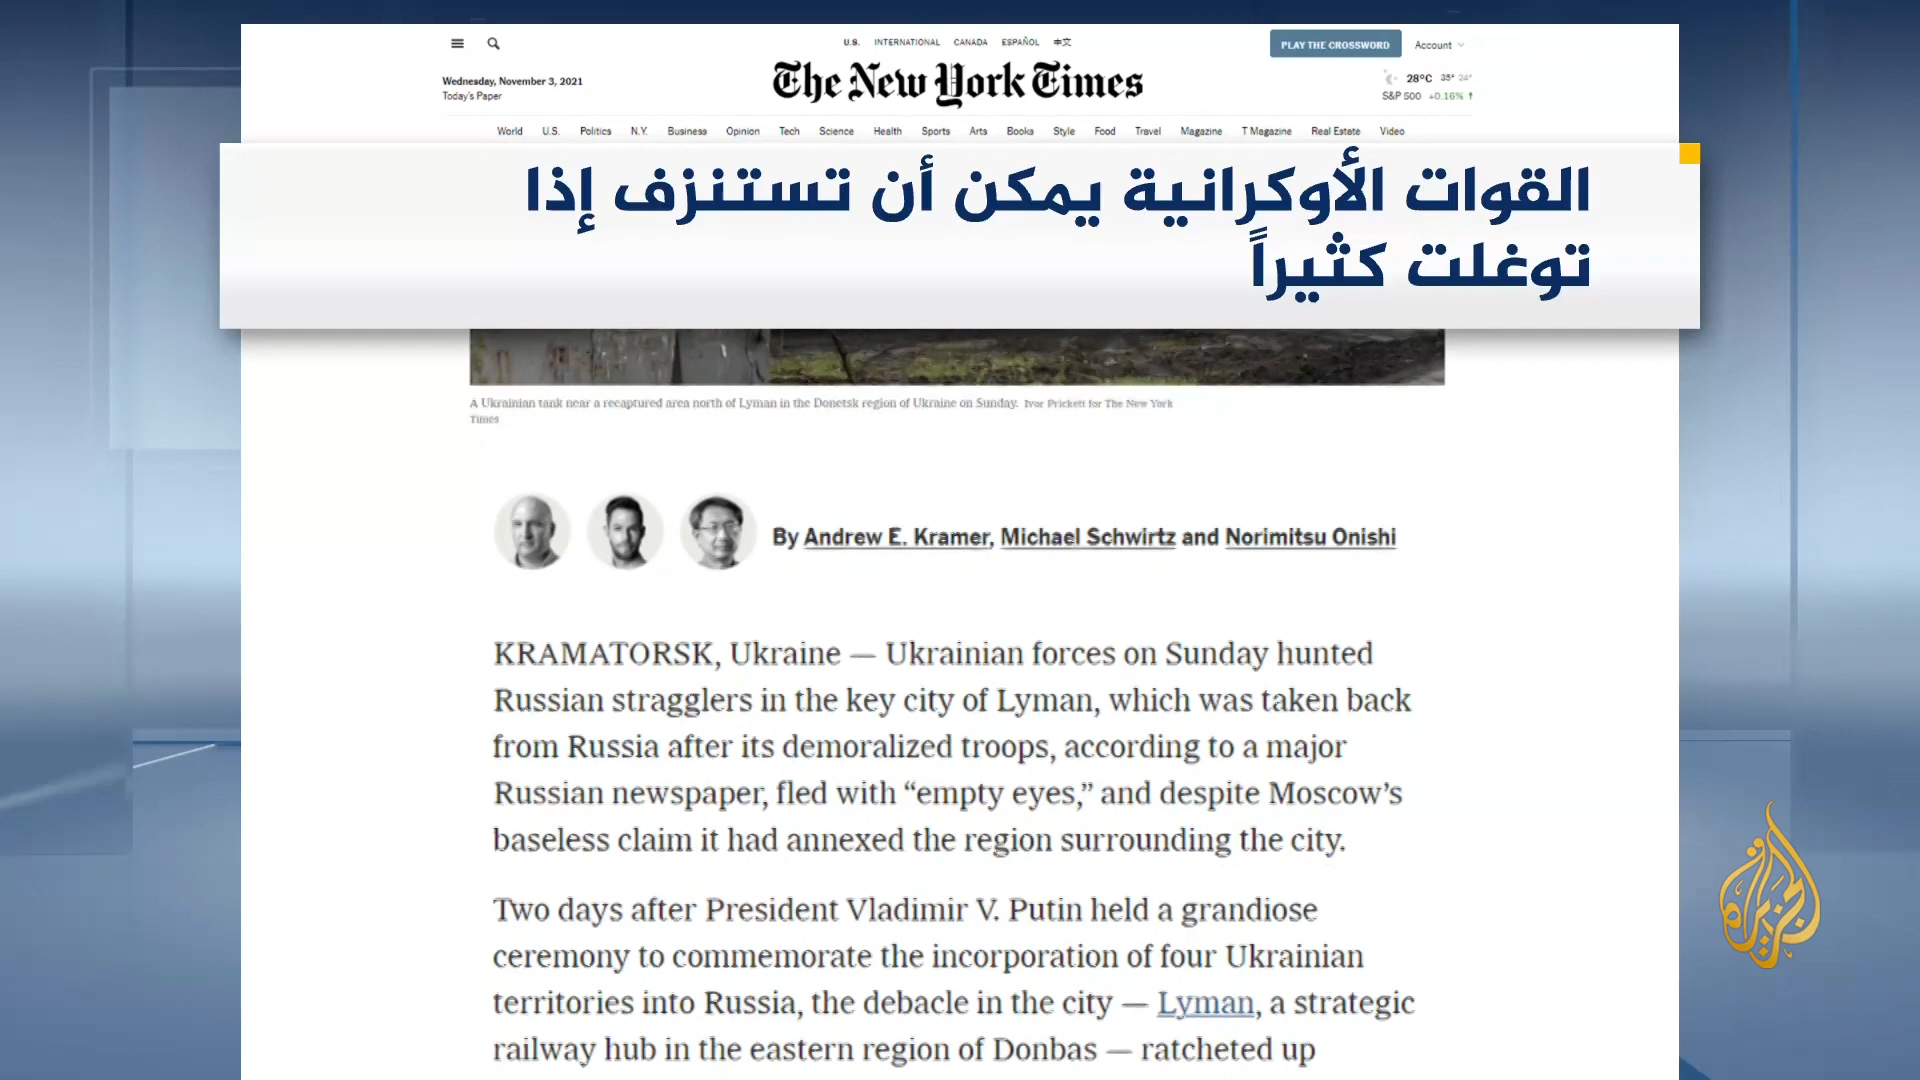 U.S. INTERNATIONAL CANADA ESPAÑOL 中文
PLAY THE CROSSWORD
Account
Wednesday, November 3, 2021
Today's Paper
The New York Times
28°C 35° 24°
S&P 500 +0.16% ↑
World U.S. Politics N.Y. Business Opinion Tech Science Health Sports Arts Books Style Food Travel Magazine T Magazine Real Estate Video
القوات الأوكرانية يمكن أن تستنزف إذا
توغلت كثيراً
A Ukrainian tank near a recaptured area north of Lyman in the Donetsk region of Ukraine on Sunday. Ivor Prickett for The New York
Times
By Andrew E. Kramer, Michael Schwirtz and Norimitsu Onishi
KRAMATORSK, Ukraine — Ukrainian forces on Sunday hunted
Russian stragglers in the key city of Lyman, which was taken back
from Russia after its demoralized troops, according to a major
Russian newspaper, fled with “empty eyes,” and despite Moscow’s
baseless claim it had annexed the region surrounding the city.
Two days after President Vladimir V. Putin held a grandiose
ceremony to commemorate the incorporation of four Ukrainian
territories into Russia, the debacle in the city — Lyman, a strategic
railway hub in the eastern region of Donbas — ratcheted up
الجزيرة